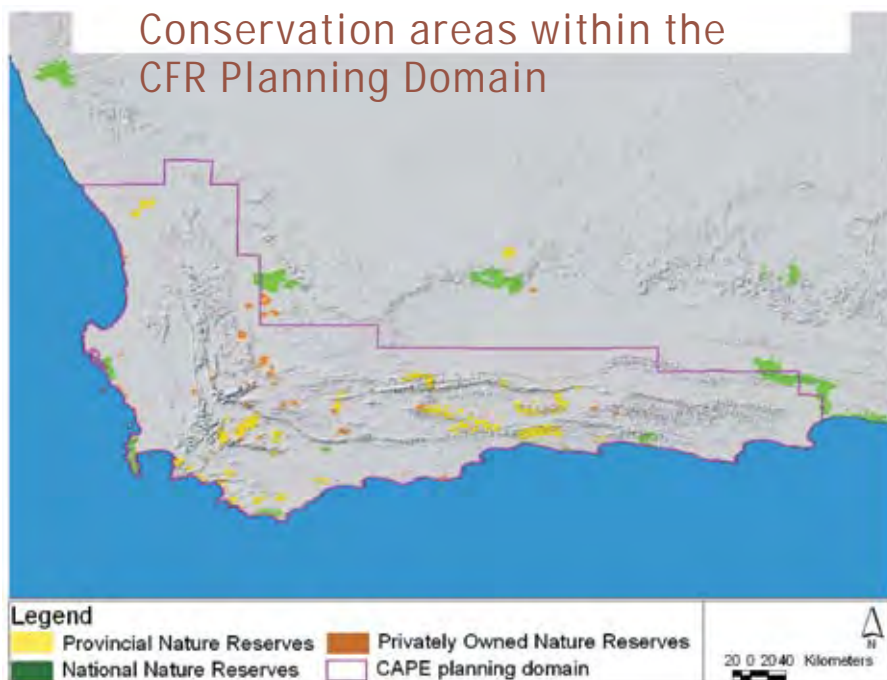 Conservation areas within the
CFR Planning Domain
Legend
Provincial Nature Reserves
Privately Owned Nature Reserves
National Nature Reserves
CAPE planning domain
N
20 0 20 40 Kilometers